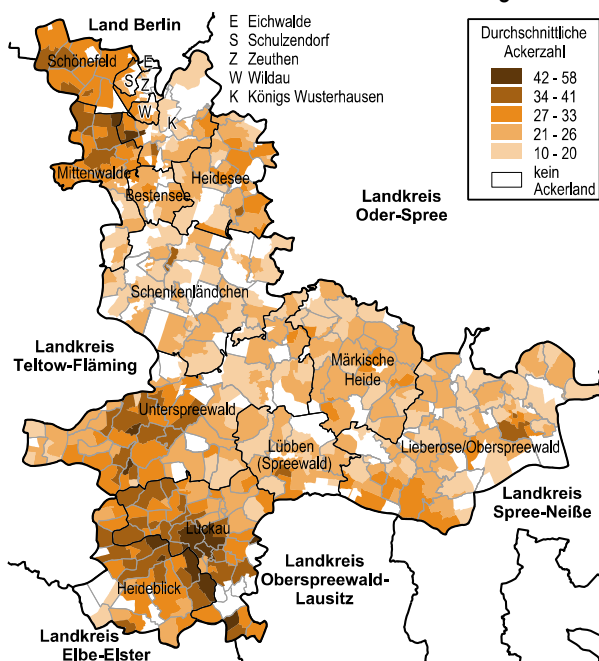 Land Berlin
E Eichwalde
S Schulzendorf
Z Zeuthen
W Wildau
K Königs Wusterhausen
Durchschnittliche
Ackerzahl
42 - 58
34 - 41
27 - 33
21 - 26
10 - 20
kein
Ackerland
Schönefeld
E
S
Z
W
K
Mittenwalde
Heidesee
Bestensee
Landkreis
Oder-Spree
Schenkenländchen
Landkreis
Teltow-Fläming
Märkische
Heide
Unterspreewald
Lübben
(Spreewald)
Lieberose/Oberspreewald
Landkreis
Spree-Neiße
Luckau
Landkreis
Oberspreewald-
Lausitz
Heideblick
Landkreis
Elbe-Elster